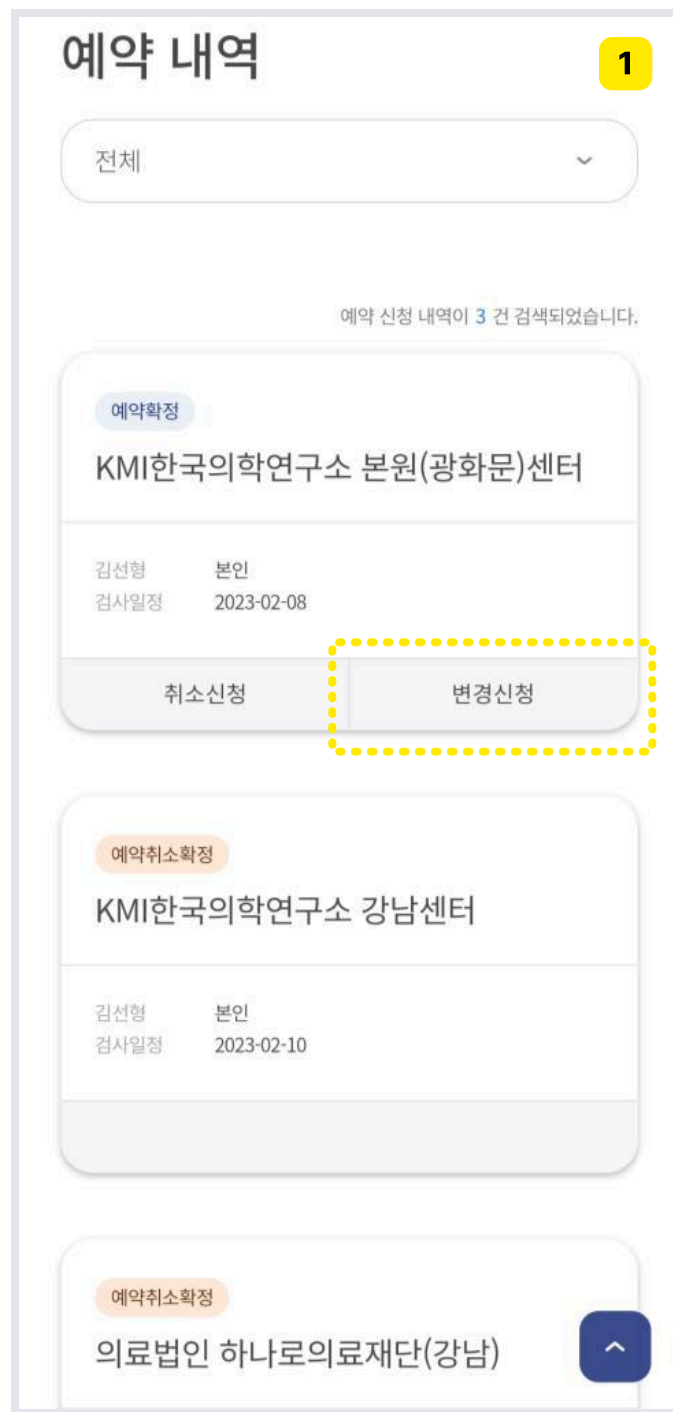 예약 내역
1
전체
예약 신청 내역이 3 건 검색되었습니다.
예약확정
KMI한국의학연구소 본원(광화문)센터
김선형 본인
검사일정 2023-02-08
취소신청 변경신청
예약취소확정
KMI한국의학연구소 강남센터
김선형 본인
검사일정 2023-02-10
예약취소확정
의료법인 하나로의료재단(강남)